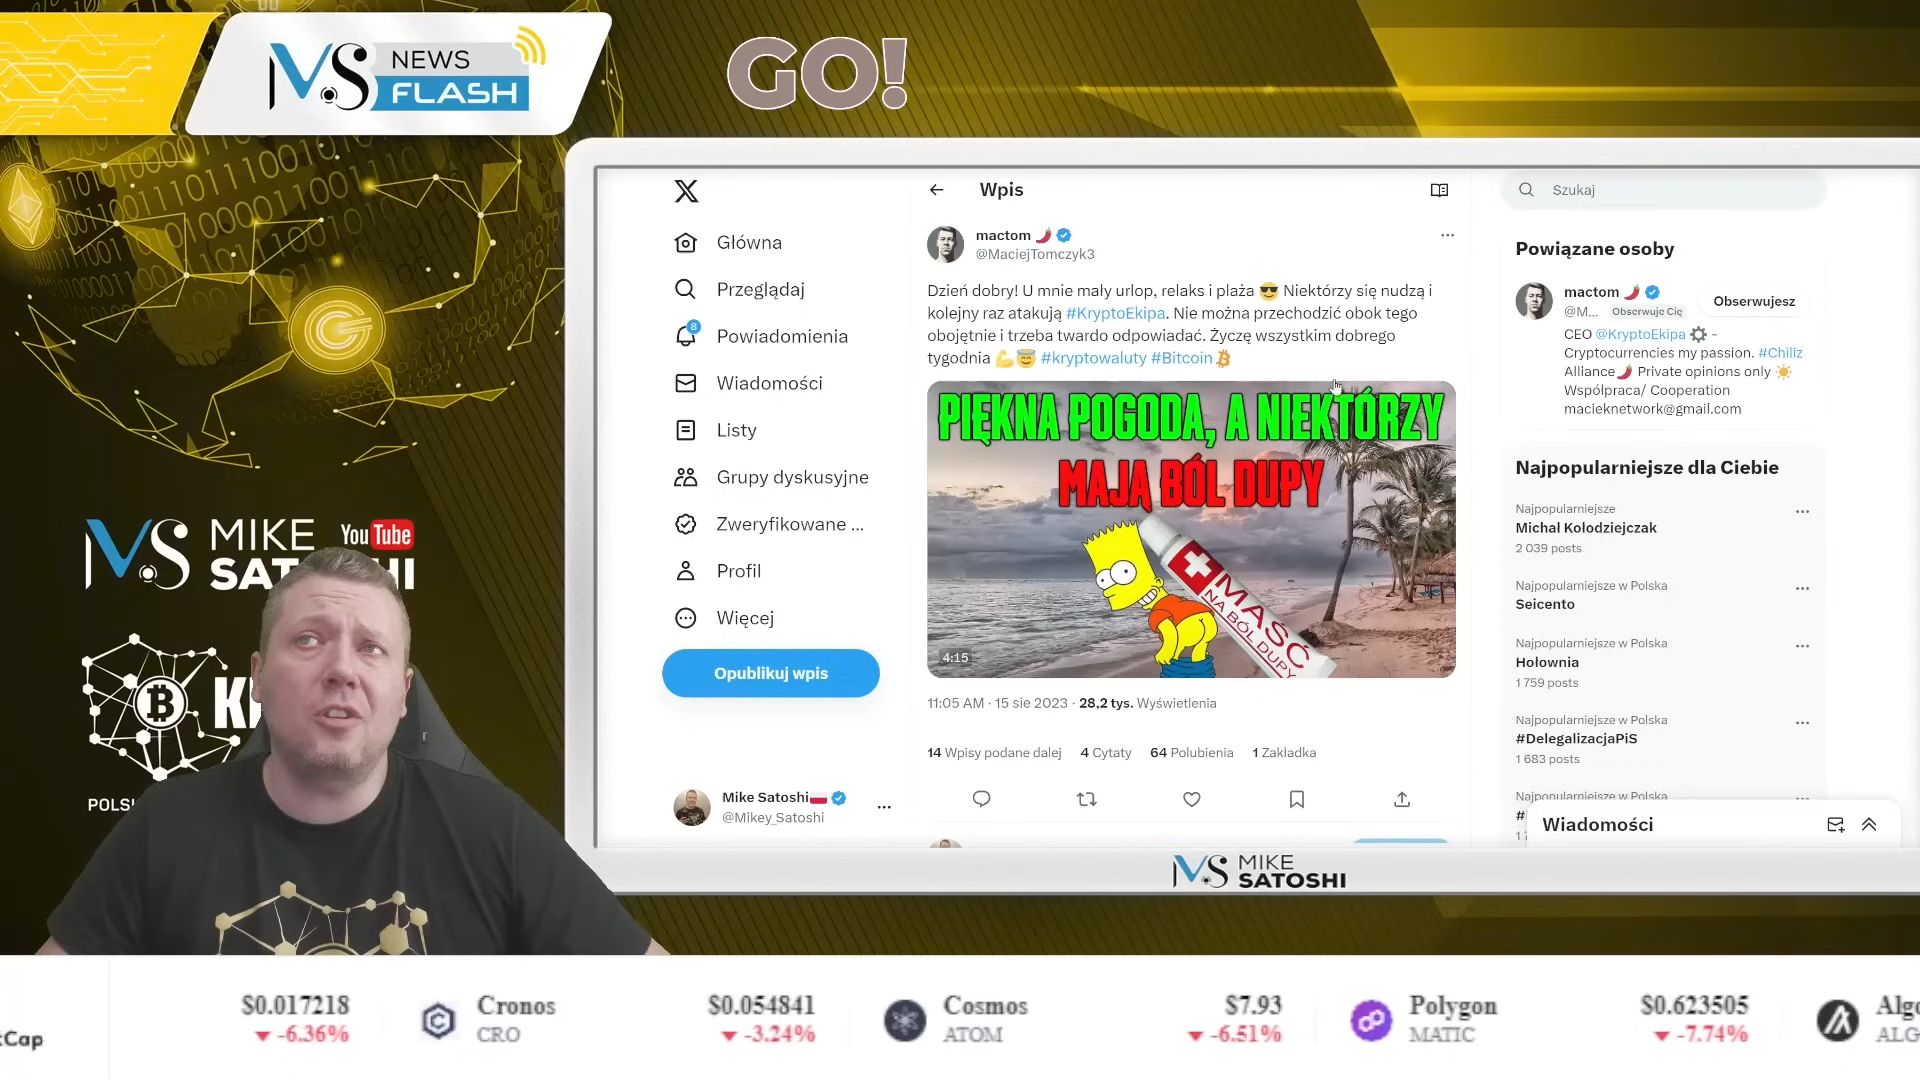 NEWS
FLASH
GO!
MIKE
YouTube
POLS
Główna
Przeglądaj
8
Powiadomienia
Wiadomości
Listy
Grupy dyskusyjne
Zweryfikowane ...
Profil
Więcej
Opublikuj wpis
Mike Satoshi
@Mikey_Satoshi
Wpis
mactom
@MaciejTomczyk3
Dzień dobry! U mnie mały urlop, relaks i plaża 😎 Niektórzy się nudzą i
kolejny raz atakują #KryptoEkipa. Nie można przechodzić obok tego
obojętnie i trzeba twardo odpowiadać. Życzę wszystkim dobrego
tygodnia 💪😇 #kryptowaluty #Bitcoin
PIĘKNA POGODA, A NIEKTÓRZY
MAJĄ BÓL DUPY
MAŚĆ
NA BÓL DUPY
4:15
11:05 AM · 15 sie 2023 · 28,2 tys. Wyświetlenia
14 Wpisy podane dalej 4 Cytaty 64 Polubienia 1 Zakładka
Szukaj
Powiązane osoby
mactom
@M... Obserwuje Cię
Obserwujesz
CEO @KryptoEkipa ⚙️ -
Cryptocurrencies my passion. #Chiliz
Alliance🌶️ Private opinions only ☀️
Współpraca/ Cooperation
macieknetwork@gmail.com
Najpopularniejsze dla Ciebie
Najpopularniejsze
Michał Kołodziejczak
2 039 posts
Najpopularniejsze w Polska
Seicento
Najpopularniejsze w Polska
Hołownia
1 759 posts
Najpopularniejsze w Polska
#DelegalizacjaPiS
1 683 posts
Najpopularniejsze w Polska
Wiadomości
MIKE
SATOSHI
tCap
$0.017218
-6.36%
Cronos
CRO
$0.054841
-3.24%
Cosmos
ATOM
$7.93
-6.51%
Polygon
MATIC
$0.623505
-7.74%
Algo
ALG